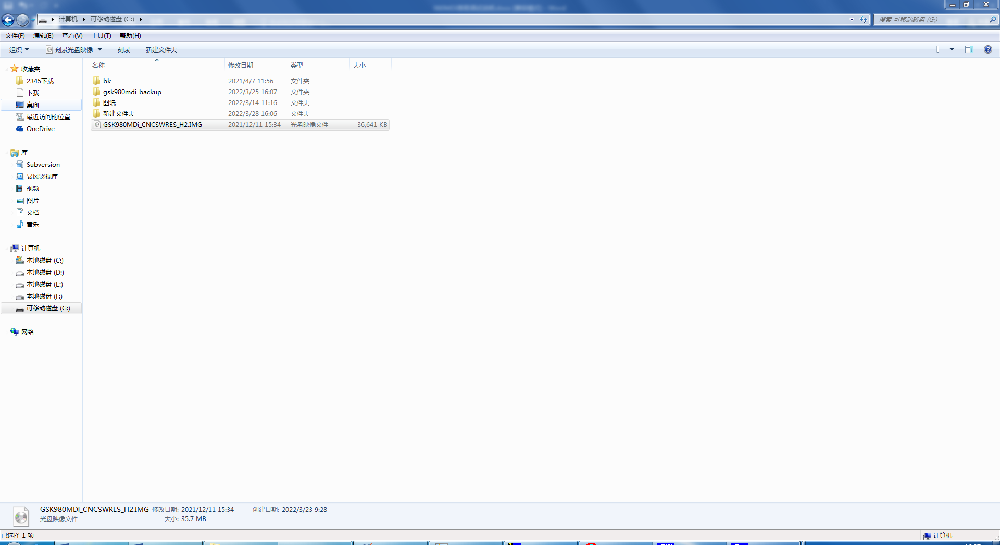 计算机 可移动磁盘 (G:)
搜索 可移动磁盘 (G:)
文件(F) 编辑(E) 查看(V) 工具(T) 帮助(H)
组织 刻录光盘映像 刻录 新建文件夹
收藏夹
2345下载
下载
桌面
最近访问的位置
OneDrive
库
Subversion
暴风影视库
视频
图片
文档
音乐
计算机
本地磁盘 (C:)
本地磁盘 (D:)
本地磁盘 (E:)
本地磁盘 (F:)
可移动磁盘 (G:)
网络
名称 修改日期 类型 大小
bk 2021/4/7 11:56 文件夹
gsk980mdi_backup 2022/3/25 16:07 文件夹
图纸 2022/3/14 11:16 文件夹
新建文件夹 2022/3/28 16:06 文件夹
GSK980MDi_CNCSWRES_H2.IMG 2021/12/11 15:34 光盘映像文件 36,641 KB
GSK980MDi_CNCSWRES_H2.IMG 修改日期: 2021/12/11 15:34 创建日期: 2022/3/23 9:28
光盘映像文件 大小: 35.7 MB
已选择 1 项 计算机